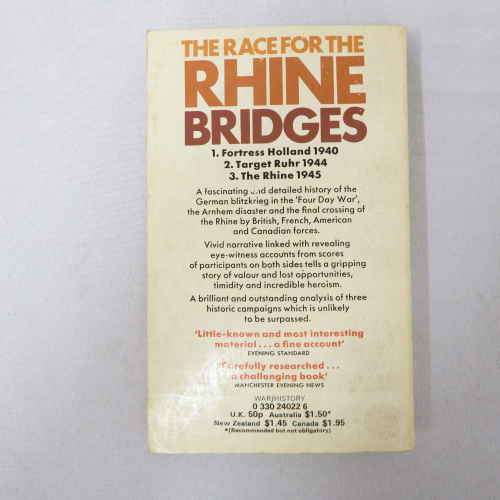 THE RACE FOR THE
RHINE
BRIDGES
1. Fortress Holland 1940
2. Target Ruhr 1944
3. The Rhine 1945
A fascinating and detailed history of the
German blitzkrieg in the 'Four Day War',
the Arnhem disaster and the final crossing of
the Rhine by British, French, American
and Canadian forces.
Vivid narrative linked with revealing
eye-witness accounts from scores
of participants on both sides tells a gripping
story of valour and lost opportunities,
timidity and incredible heroism.
A brilliant and outstanding analysis of three
historic campaigns which is unlikely
to be surpassed.
'Little-known and most interesting
material... a fine account'
EVENING STANDARD
'Carefully researched...
a challenging book'
MANCHESTER EVENING NEWS
WAR/HISTORY
0 330 24022 6
U.K. 50p Australia $1.50*
New Zealand $1.45 Canada $1.95
*(Recommended but not obligatory)